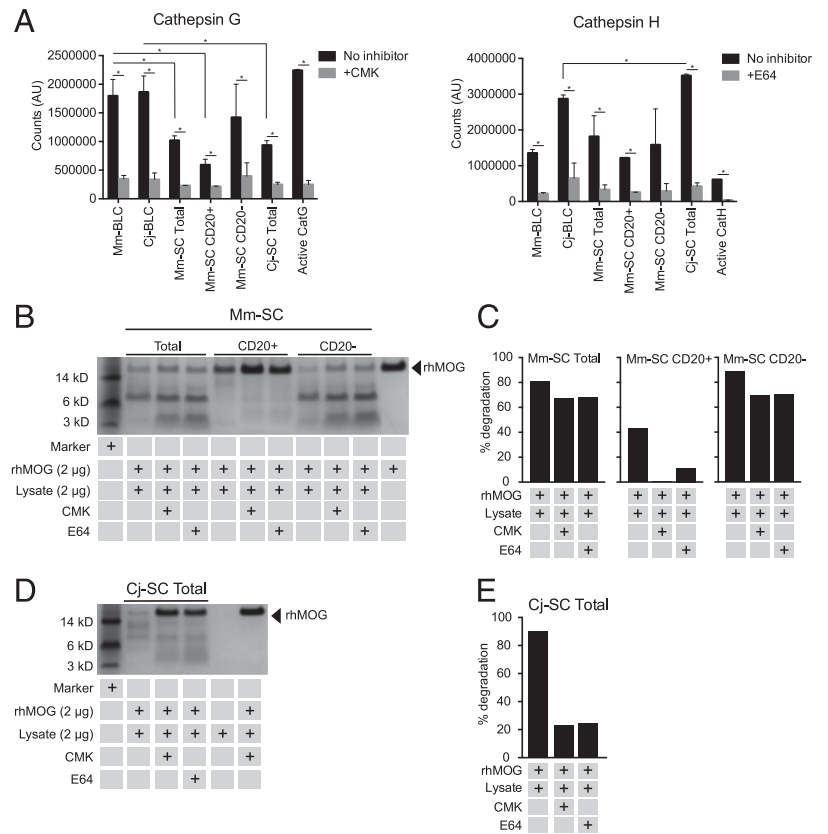 A
Cathepsin G
Counts (AU)
2500000
2000000
1500000
1000000
500000
0
No inhibitor
+CMK
* * * * * * * * * * *
Mm-BLC
Cj-BLC
Mm-SC Total
Mm-SC CD20+
Mm-SC CD20-
Cj-SC Total
Active CatG
Cathepsin H
Counts (AU)
4000000
3000000
2000000
1000000
0
No inhibitor
+E64
* * * * * * *
Mm-BLC
Cj-BLC
Mm-SC Total
Mm-SC CD20+
Mm-SC CD20-
Cj-SC Total
Active CatH
B
Mm-SC
Total CD20+ CD20-
14 kD
6 kD
3 kD
rhMOG
Marker +
rhMOG (2 µg) + + + + + + + + + +
Lysate (2 µg) + + + + + + + + +
CMK + + +
E64 + + +
C
% degradation
80
60
40
20
0
Mm-SC Total Mm-SC CD20+ Mm-SC CD20-
rhMOG + + + + + + + + +
Lysate + + + + + + + + +
CMK + + +
E64 + + +
D
Cj-SC Total
14 kD
6 kD
3 kD
rhMOG
Marker +
rhMOG (2 µg) + + + +
Lysate (2 µg) + + + + +
CMK + +
E64 +
E
Cj-SC Total
% degradation
100
80
60
40
20
0
rhMOG + + +
Lysate + + +
CMK +
E64 +